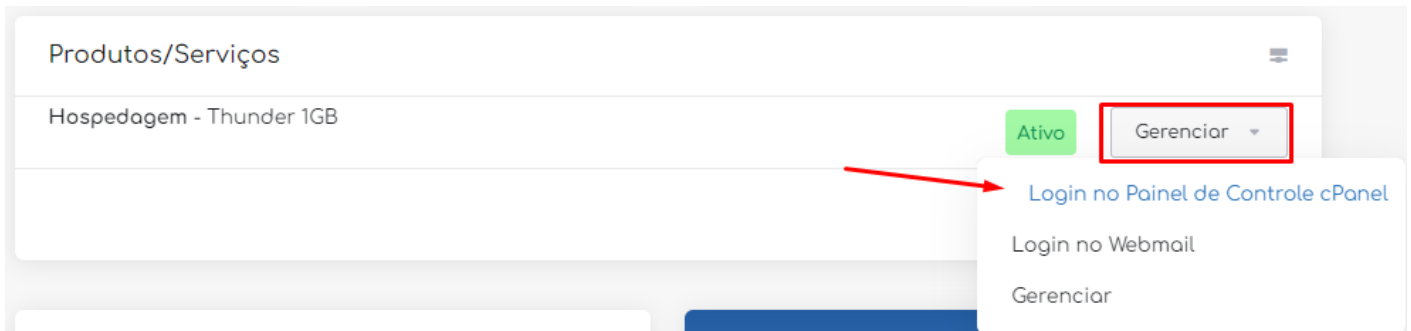 Produtos/Serviços
Hospedagem - Thunder 1GB
Ativo
Gerenciar
Login no Painel de Controle cPanel
Login no Webmail
Gerenciar